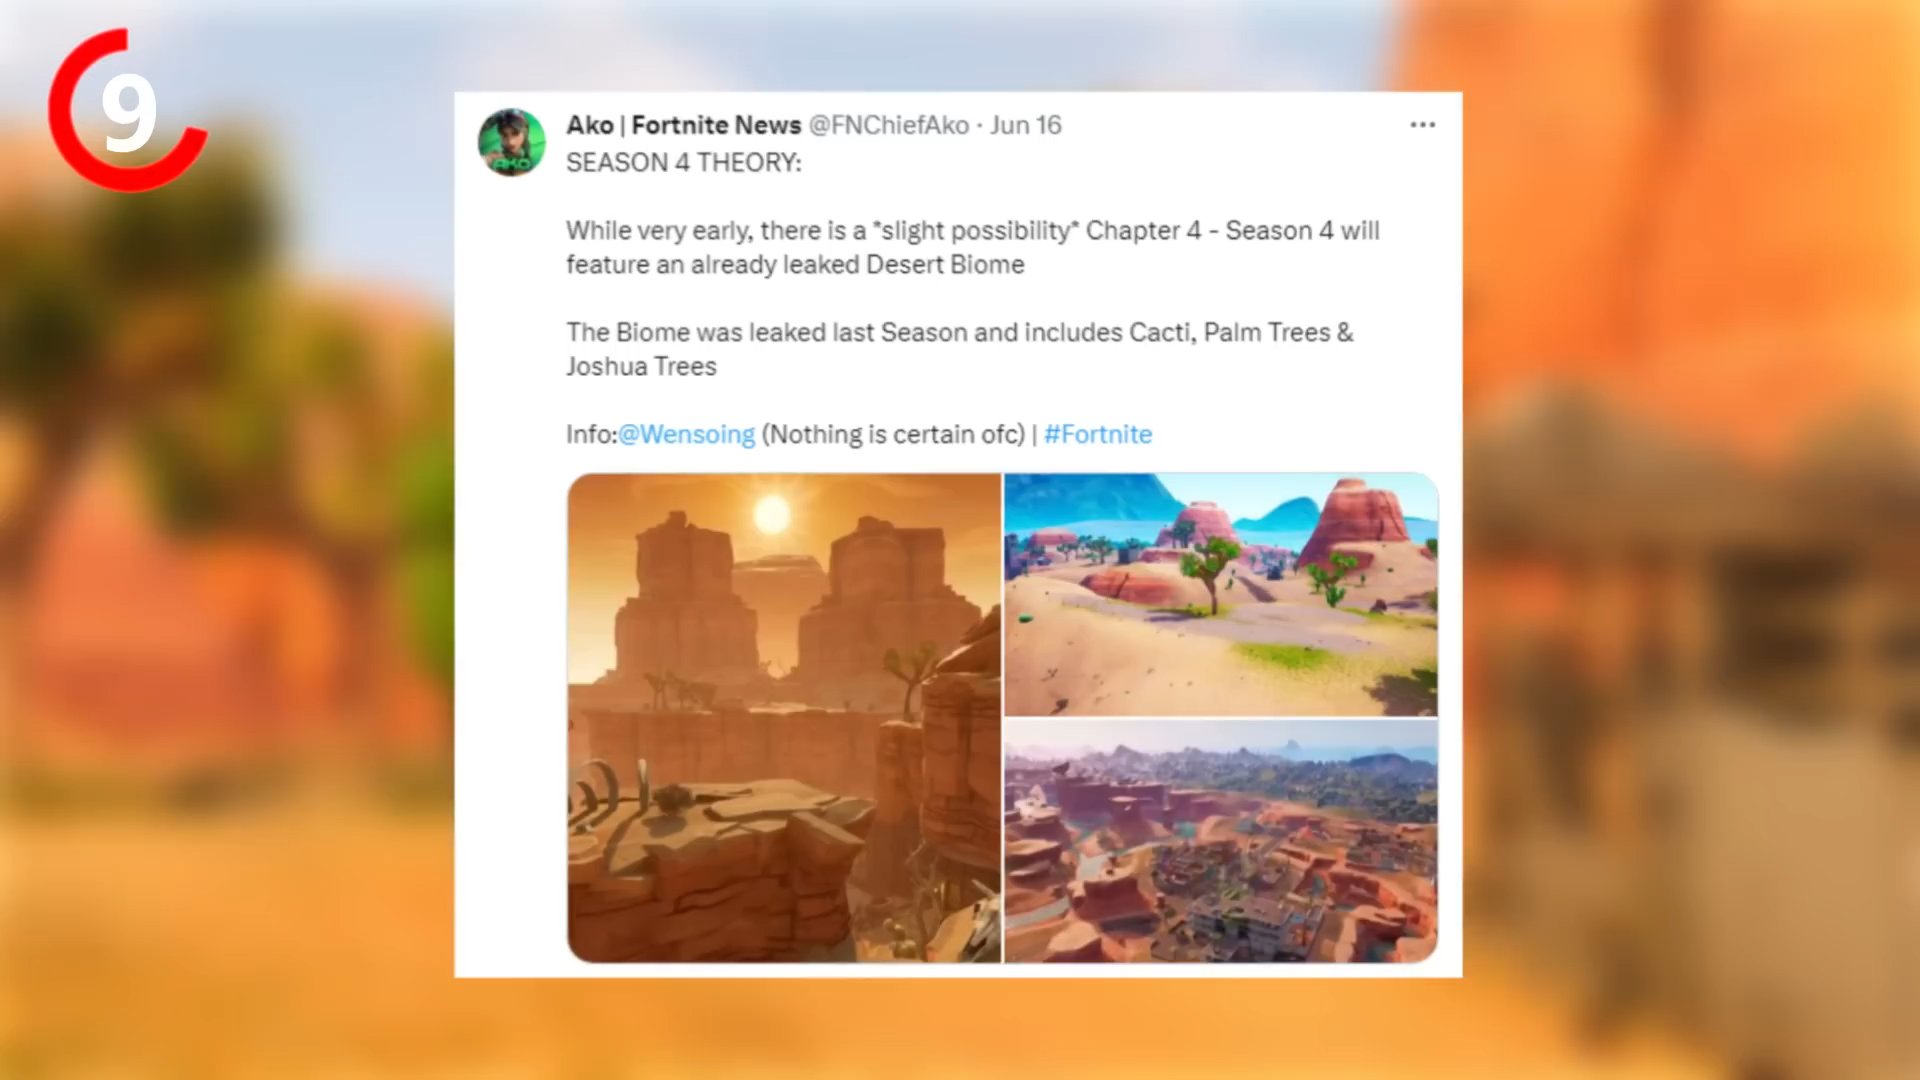 9
Ako | Fortnite News @FNChiefAko · Jun 16
SEASON 4 THEORY:
While very early, there is a *slight possibility* Chapter 4 - Season 4 will
feature an already leaked Desert Biome
The Biome was leaked last Season and includes Cacti, Palm Trees &
Joshua Trees
Info:@Wensoing (Nothing is certain ofc) | #Fortnite
AKO